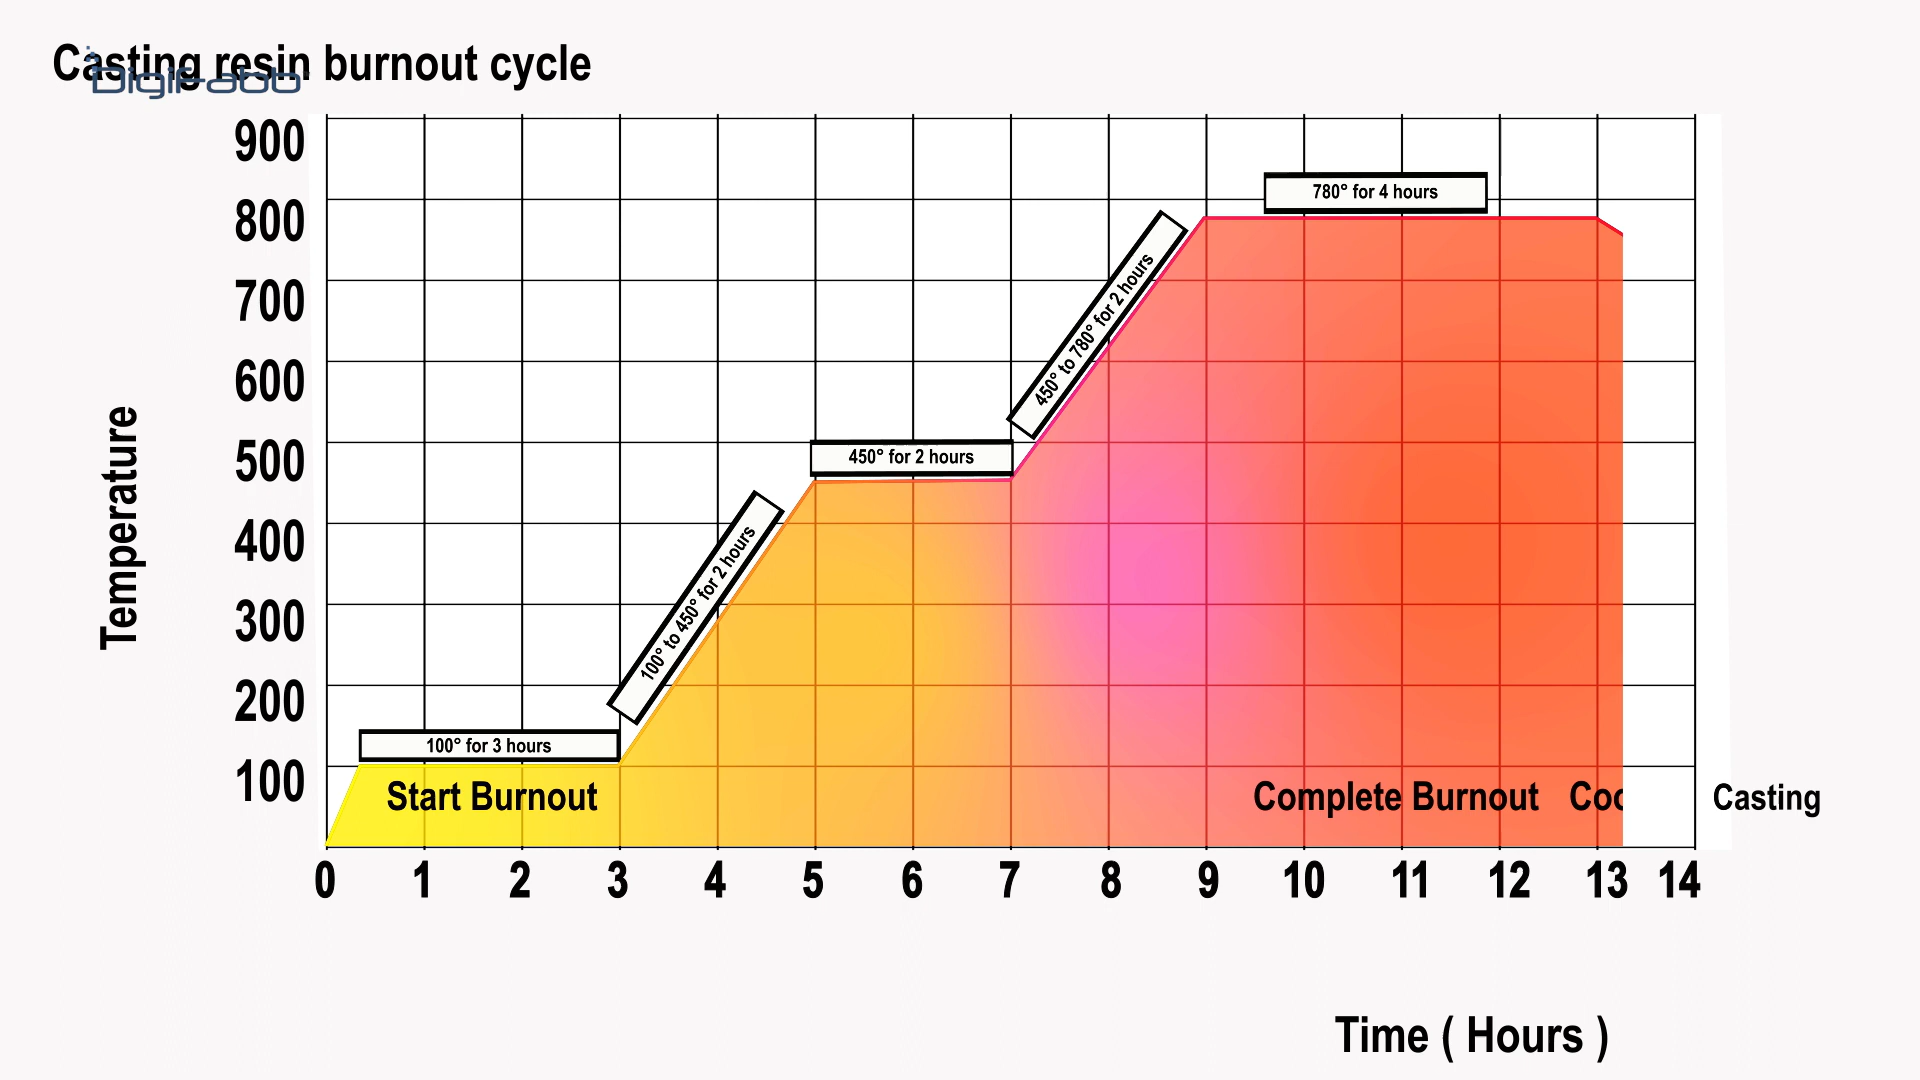 Casting resin burnout cycle
DigiFabb
900
800
700
600
500
400
300
200
100
Temperature
780° for 4 hours
450° to 780° for 2 hours
450° for 2 hours
100° to 450° for 2 hours
100° for 3 hours
Start Burnout
Complete Burnout
Casting
0 1 2 3 4 5 6 7 8 9 10 11 12 13 14
Time ( Hours )